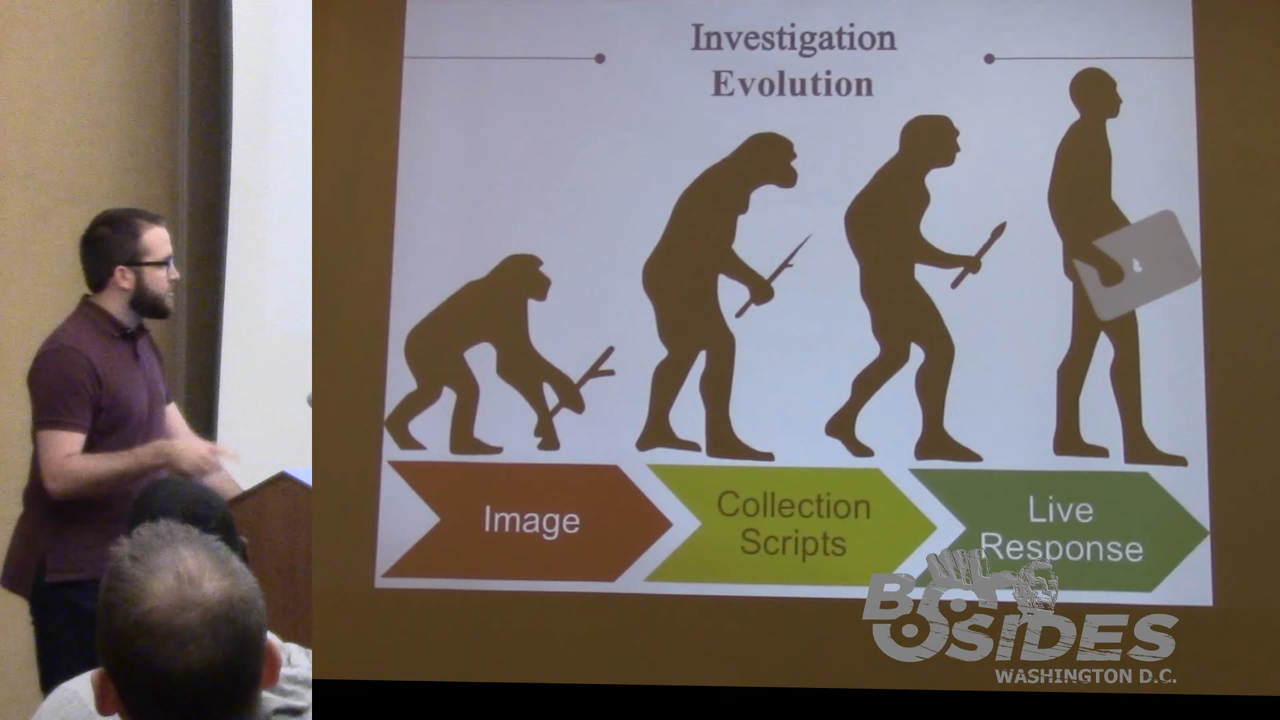 Investigation
Evolution
Image
Collection
Scripts
Live
Response
BSIDES
WASHINGTON D.C.